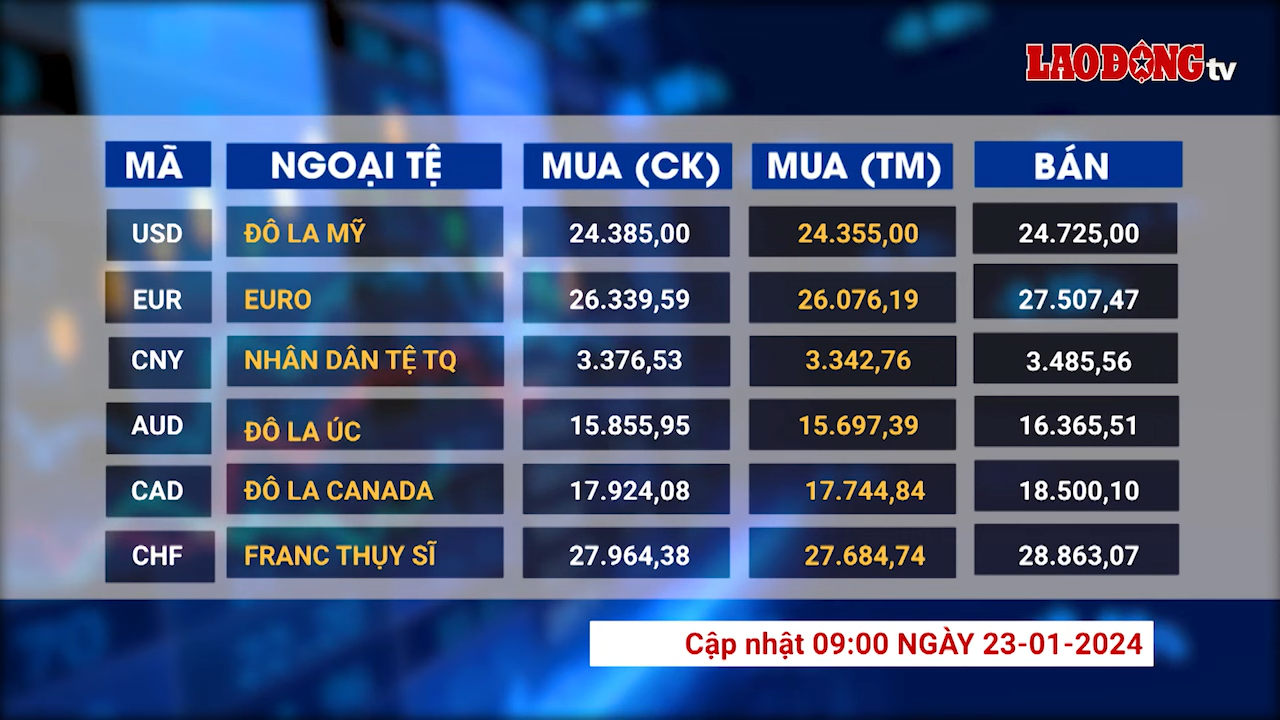 LAO ĐỘNG tv
MÃ NGOẠI TỆ MUA (CK) MUA (TM) BÁN
USD ĐÔ LA MỸ 24.385,00 24.355,00 24.725,00
EUR EURO 26.339,59 26.076,19 27.507,47
CNY NHÂN DÂN TỆ TQ 3.376,53 3.342,76 3.485,56
AUD ĐÔ LA ÚC 15.855,95 15.697,39 16.365,51
CAD ĐÔ LA CANADA 17.924,08 17.744,84 18.500,10
CHF FRANC THỤY SĨ 27.964,38 27.684,74 28.863,07
Cập nhật 09:00 NGÀY 23-01-2024